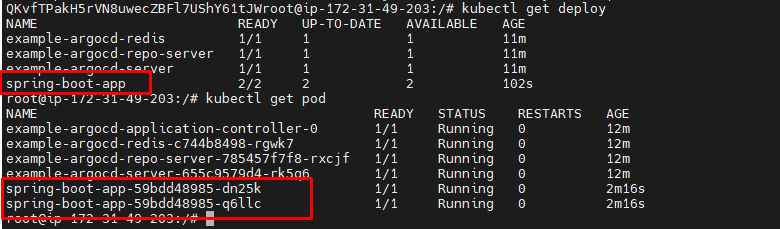 QKvfTPakH5rVN8uwecZBFl7UShY61tJWroot@ip-172-31-49-203:/# kubectl get deploy
NAME READY UP-TO-DATE AVAILABLE AGE
example-argocd-redis 1/1 1 1 11m
example-argocd-repo-server 1/1 1 1 11m
example-argocd-server 1/1 1 1 11m
spring-boot-app 2/2 2 2 102s
root@ip-172-31-49-203:/# kubectl get pod
NAME READY STATUS RESTARTS AGE
example-argocd-application-controller-0 1/1 Running 0 12m
example-argocd-redis-c744b8498-rgwk7 1/1 Running 0 12m
example-argocd-repo-server-785457f7f8-rxcjf 1/1 Running 0 12m
example-argocd-server-655c9579d4-rk5q6 1/1 Running 0 12m
spring-boot-app-59bdd48985-dn25k 1/1 Running 0 2m16s
spring-boot-app-59bdd48985-q6llc 1/1 Running 0 2m16s
root@ip-172-31-49-203:/#